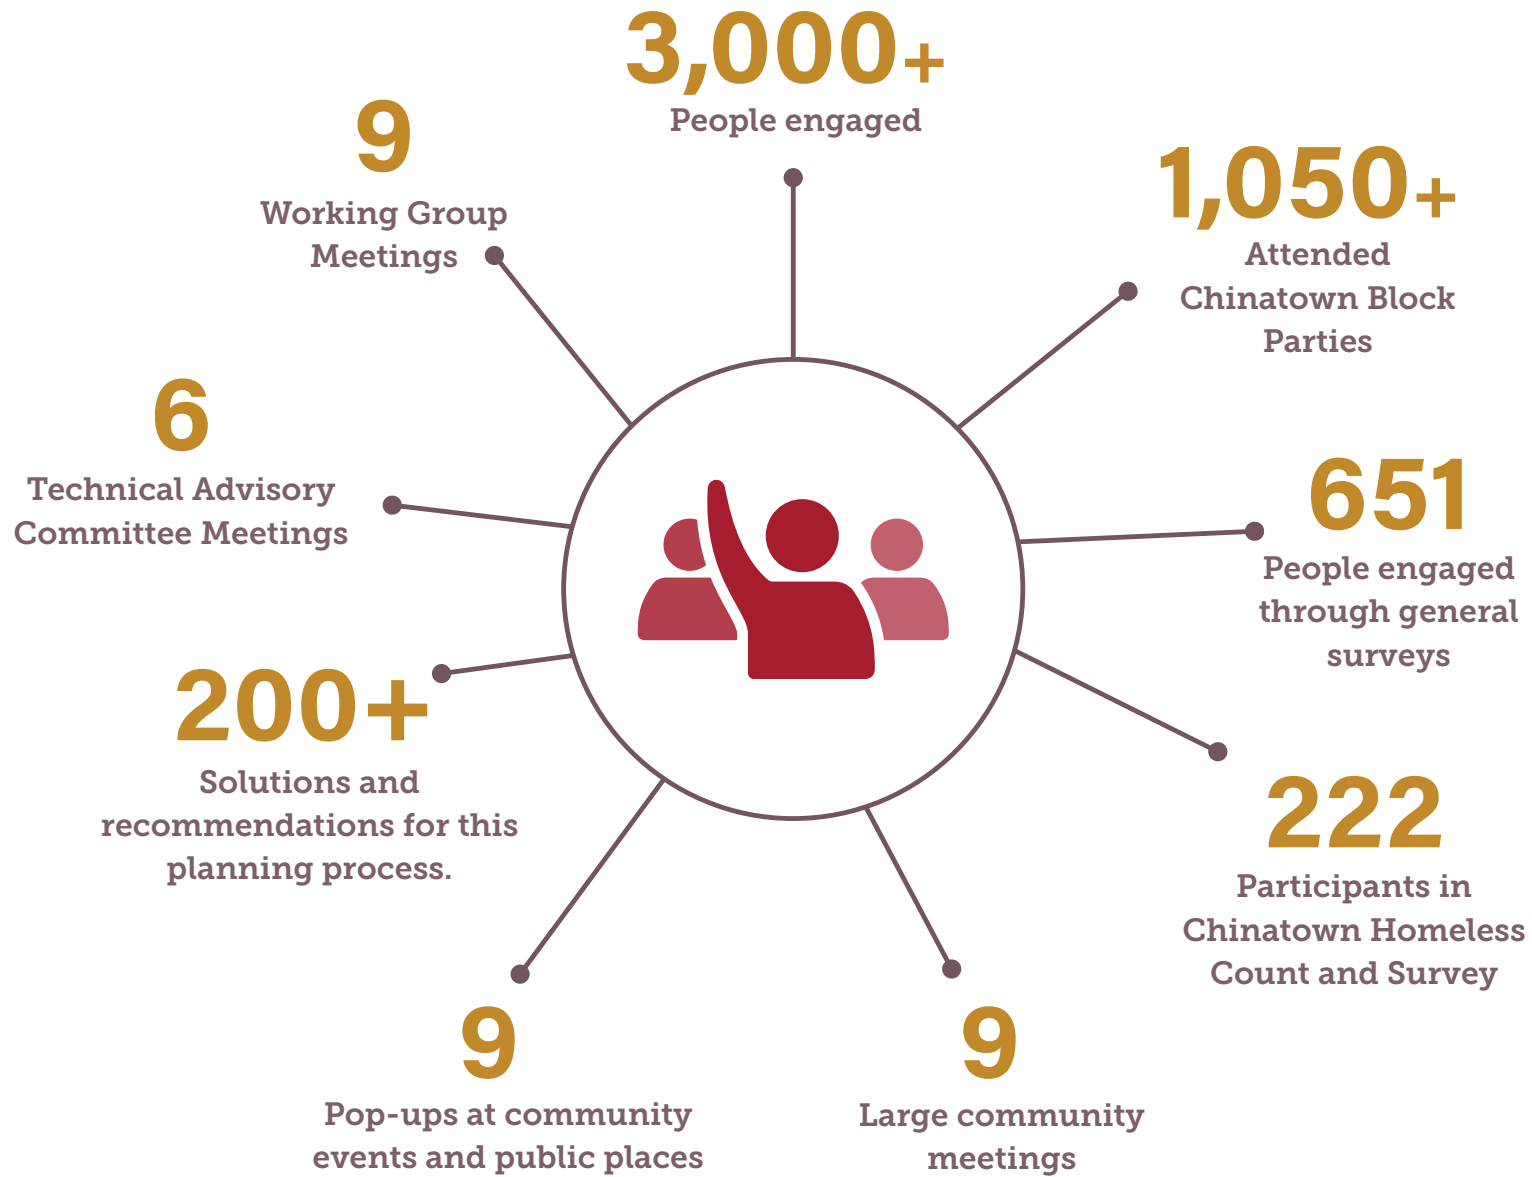 3,000+
People engaged
1,050+
Attended
Chinatown Block
Parties
651
People engaged
through general
surveys
222
Participants in
Chinatown Homeless
Count and Survey
9
Large community
meetings
9
Pop-ups at community
events and public places
200+
Solutions and
recommendations for this
planning process.
6
Technical Advisory
Committee Meetings
9
Working Group
Meetings